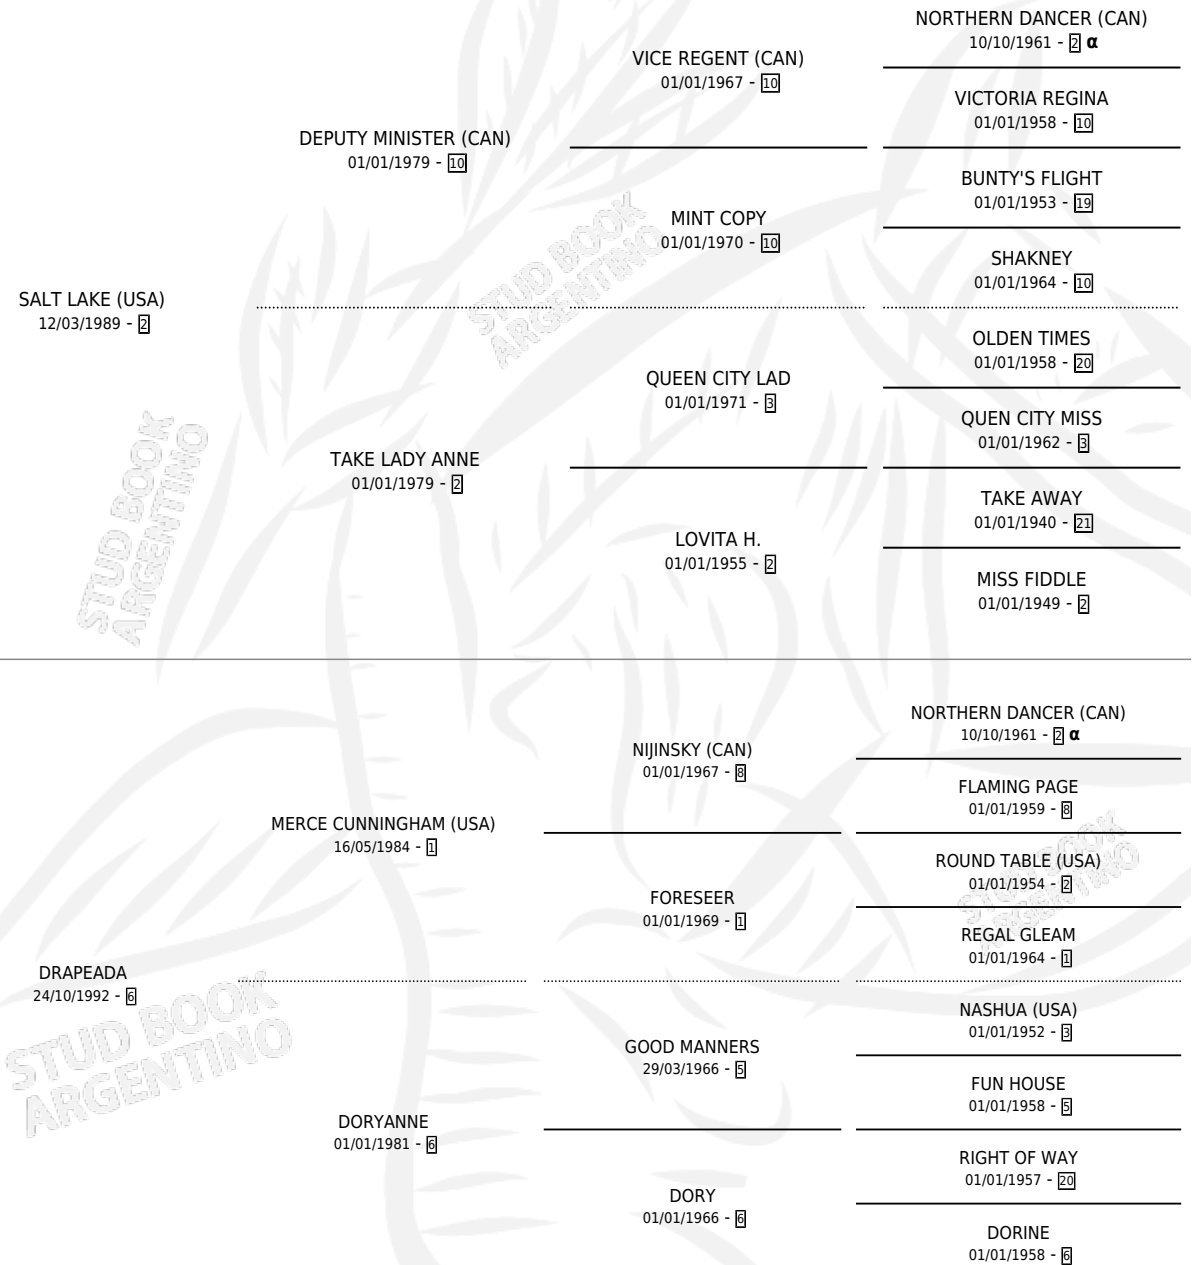 NORTHERN DANCER (CAN)
10/10/1961 - 2 α
VICE REGENT (CAN)
01/01/1967 - 10
VICTORIA REGINA
01/01/1958 - 10
DEPUTY MINISTER (CAN)
01/01/1979 - 10
BUNTY'S FLIGHT
01/01/1953 - 19
MINT COPY
01/01/1970 - 10
SHAKNEY
01/01/1964 - 10
SALT LAKE (USA)
12/03/1989 - 2
OLDEN TIMES
01/01/1958 - 20
QUEEN CITY LAD
01/01/1971 - 3
QUEN CITY MISS
01/01/1962 - 3
TAKE LADY ANNE
01/01/1979 - 2
TAKE AWAY
01/01/1940 - 21
LOVITA H.
01/01/1955 - 2
MISS FIDDLE
01/01/1949 - 2
STUD BOOK
ARGENTINO
STUD BOOK
ARGENTINO
NORTHERN DANCER (CAN)
10/10/1961 - 2 α
NIJINSKY (CAN)
01/01/1967 - 8
FLAMING PAGE
01/01/1959 - 8
MERCE CUNNINGHAM (USA)
16/05/1984 - 1
ROUND TABLE (USA)
01/01/1954 - 2
FORESEER
01/01/1969 - 1
REGAL GLEAM
01/01/1964 - 1
DRAPEADA
24/10/1992 - 6
NASHUA (USA)
01/01/1952 - 3
GOOD MANNERS
29/03/1966 - 5
FUN HOUSE
01/01/1958 - 5
DORYANNE
01/01/1981 - 6
RIGHT OF WAY
01/01/1957 - 20
DORY
01/01/1966 - 6
DORINE
01/01/1958 - 6
STUD BOOK
ARGENTINO
STUD BOOK
ARGENTINO